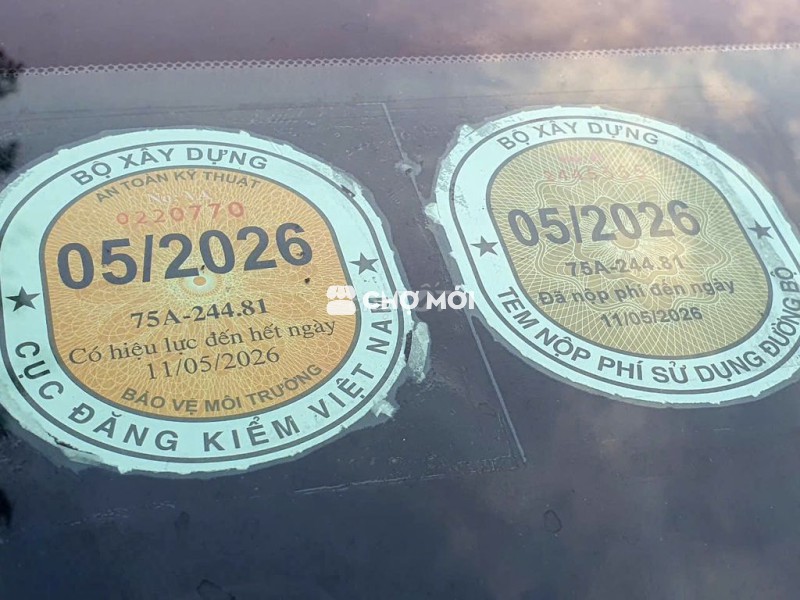 BỘ XÂY DỰNG
AN TOÀN KỸ THUẬT
0220770
05/2026
75A-244.81
Có hiệu lực đến hết ngày
11/05/2026
BẢO VỆ MÔI TRƯỜNG
CỤC ĐĂNG KIỂM VIỆT NAM
BỘ XÂY DỰNG
05/2026
75A-244.81
Đã nộp phí đến ngày
11/05/2026
TEM NỘP PHÍ SỬ DỤNG ĐƯỜNG BỘ
CHỢ MỚI